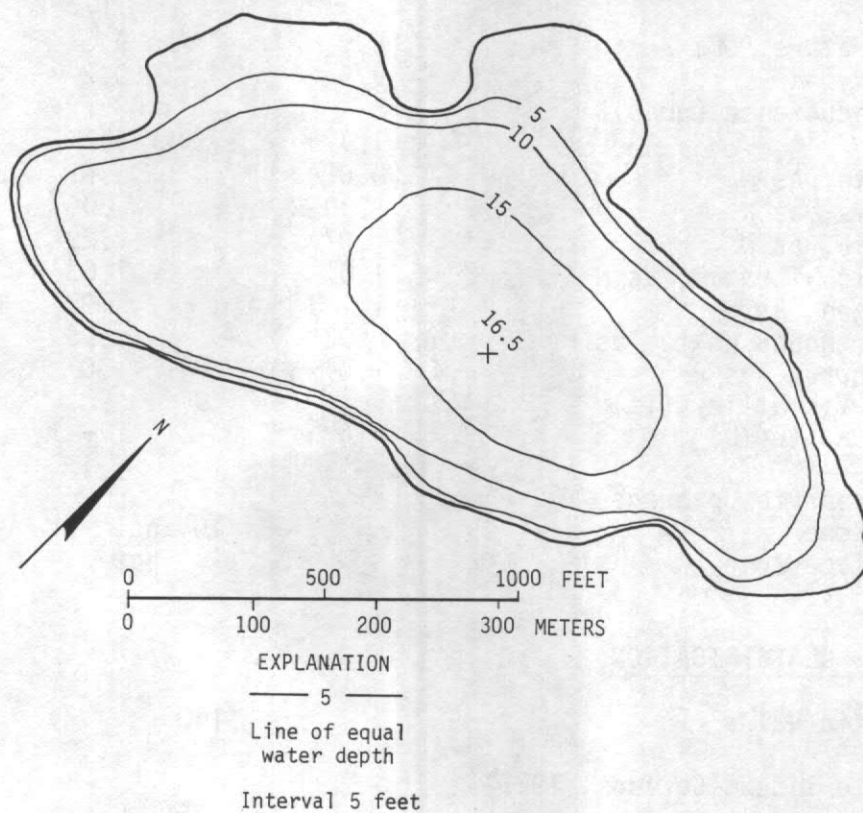 5
10
15
16.5
N
0 500 1000 FEET
0 100 200 300 METERS
EXPLANATION
5
Line of equal
water depth
Interval 5 feet